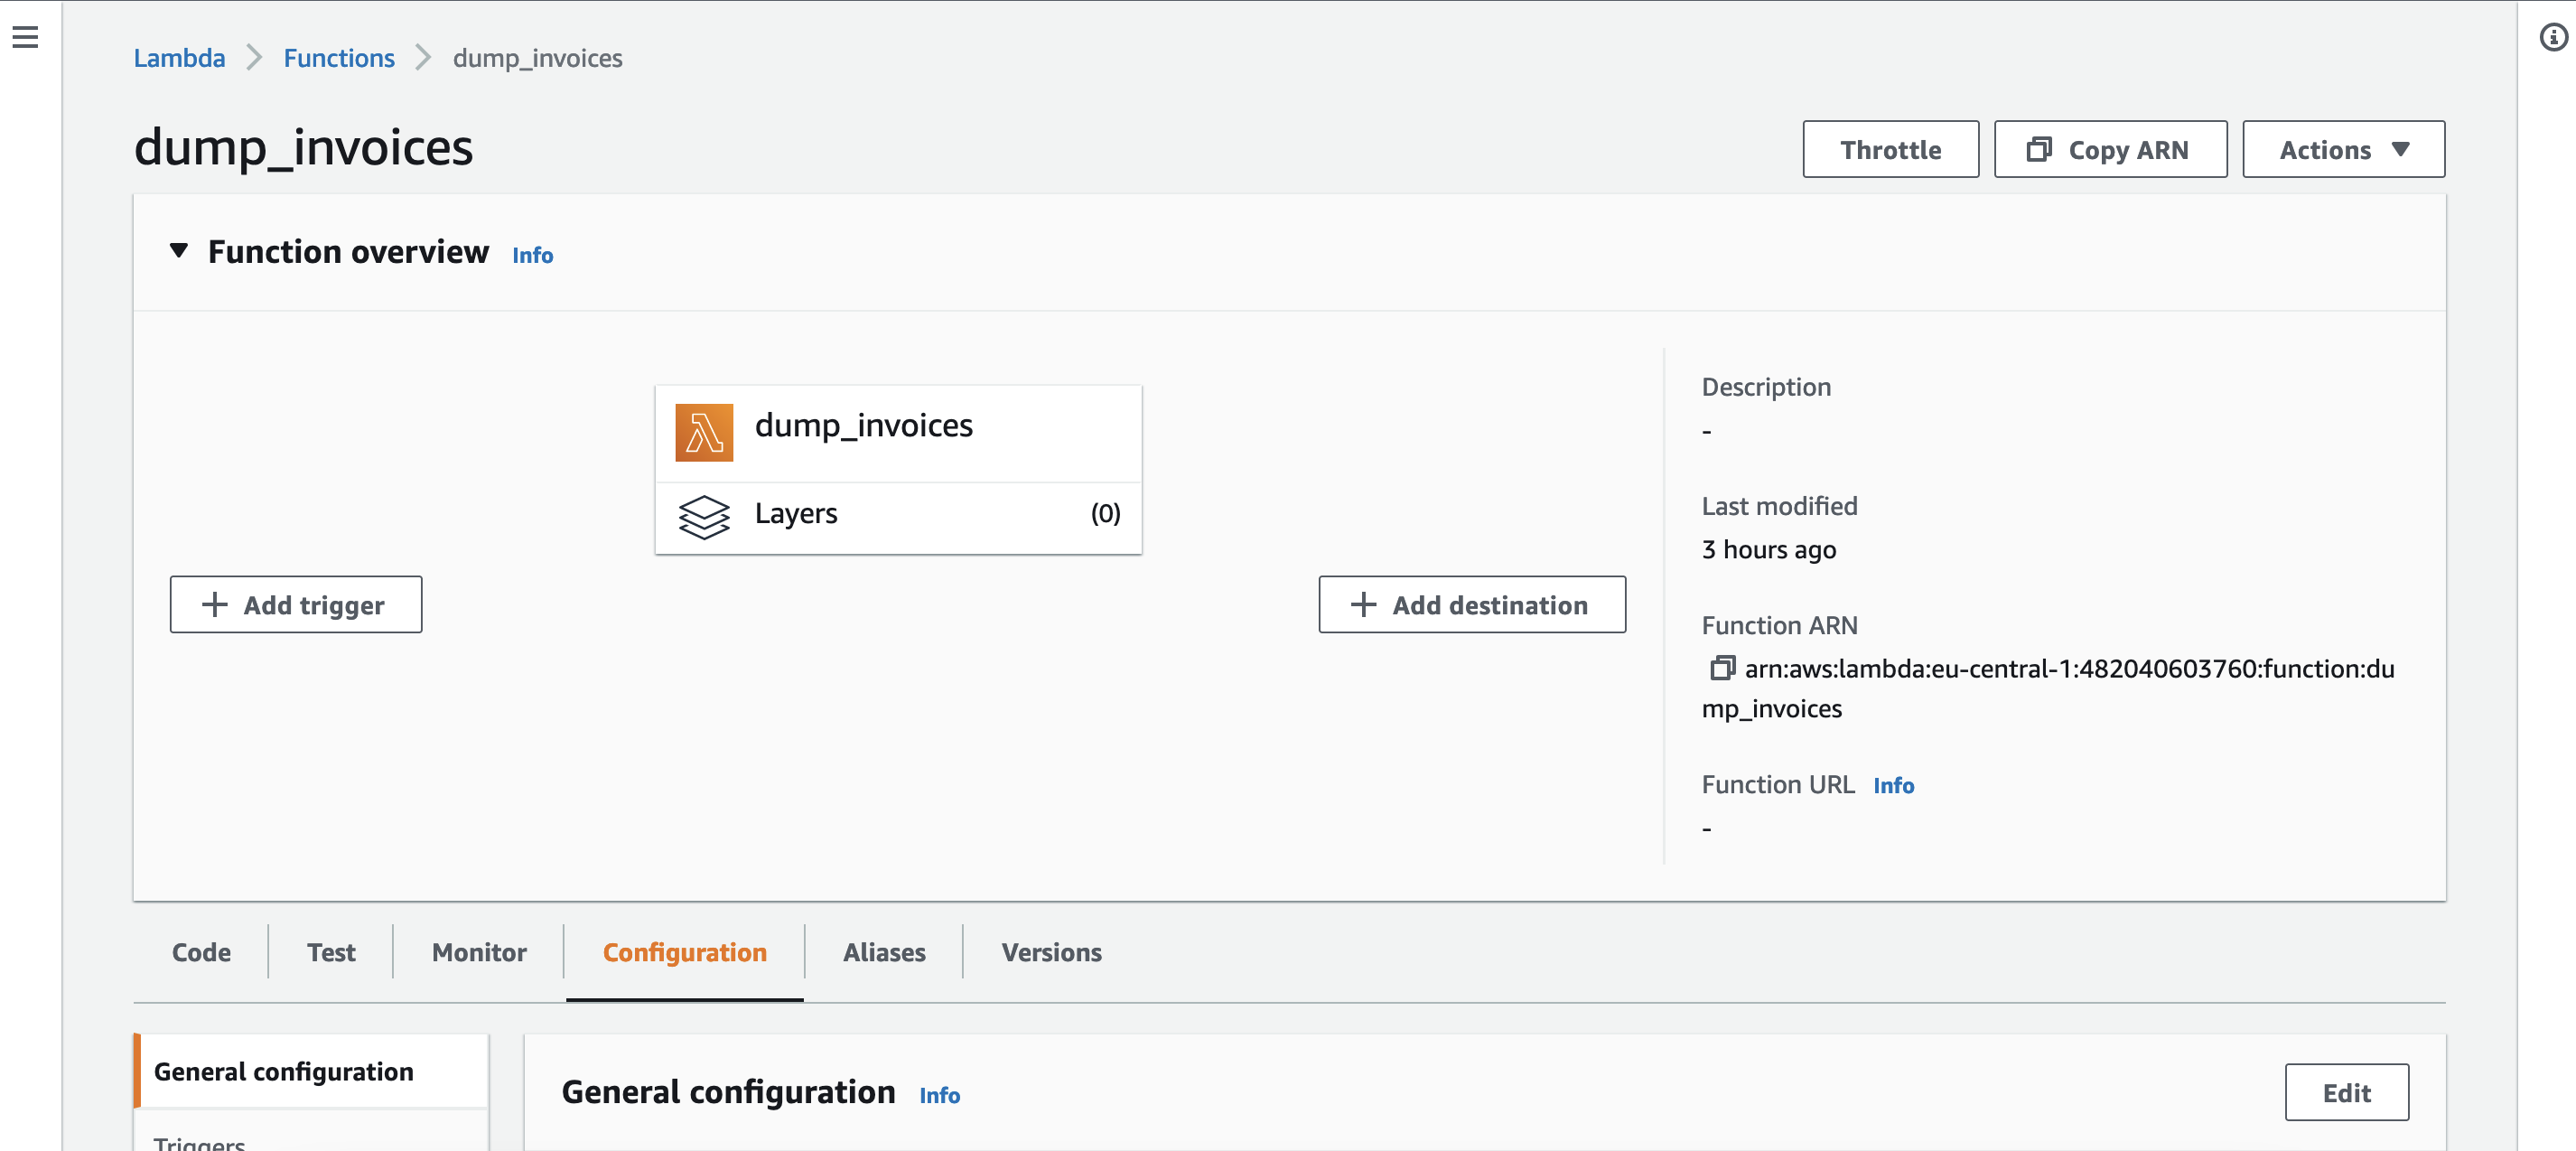 Lambda > Functions > dump_invoices
dump_invoices
Throttle
Copy ARN
Actions
Function overview Info
dump_invoices
Layers (0)
Add trigger
Add destination
Description
-
Last modified
3 hours ago
Function ARN
arn:aws:lambda:eu-central-1:482040603760:function:du
mp_invoices
Function URL Info
-
Code Test Monitor Configuration Aliases Versions
General configuration
Triggers
General configuration Info
Edit